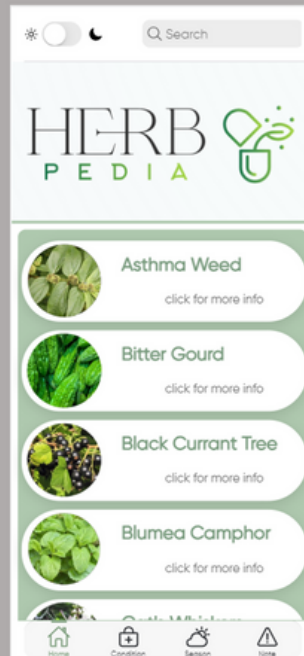 Search
HERB
PEDIA
Asthma Weed
click for more info
Bitter Gourd
click for more info
Black Currant Tree
click for more info
Blumea Camphor
click for more info
Home
Condition
Season
Note